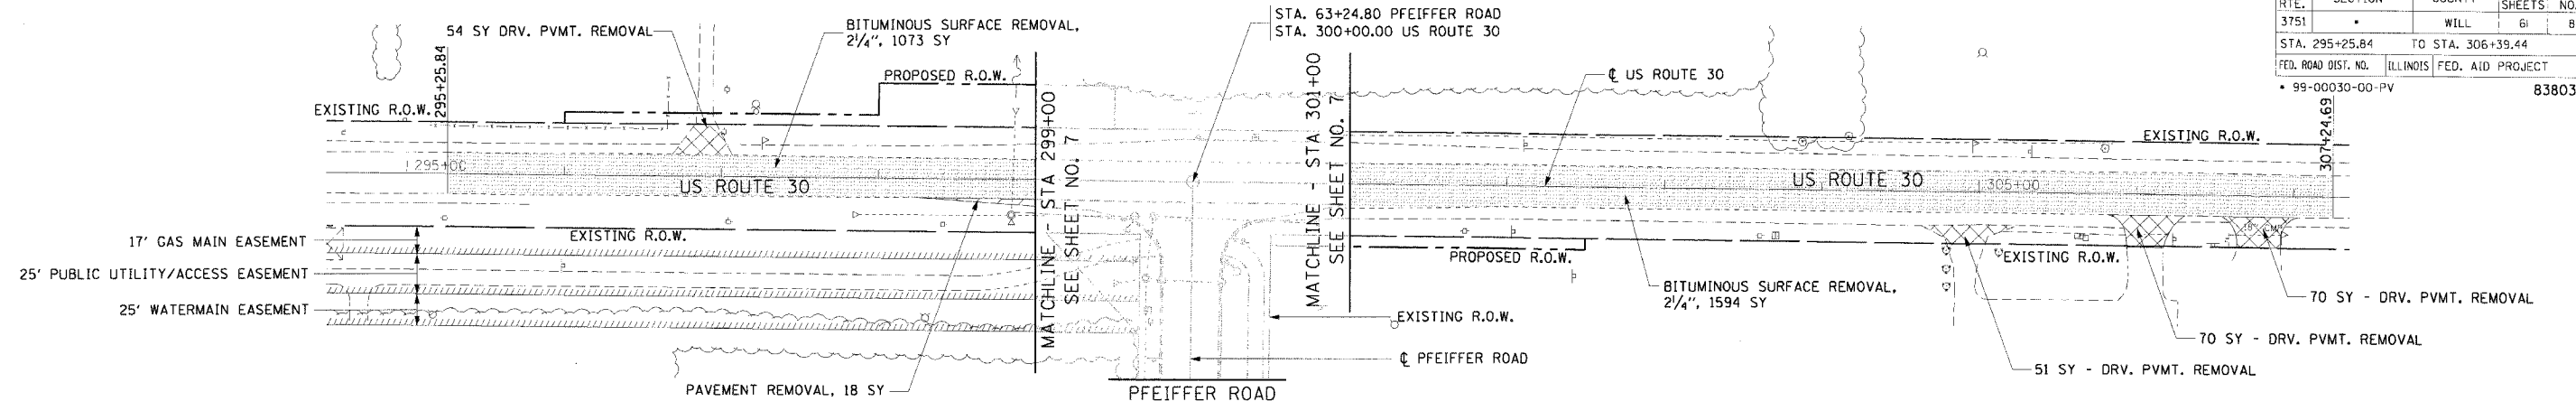 54 SY DRV. PVMT. REMOVAL
BITUMINOUS SURFACE REMOVAL,
2¼", 1073 SY
STA. 63+24.80 PFEIFFER ROAD
STA. 300+00.00 US ROUTE 30
RTE.
SHEETS
3751
•
WILL
61
STA. 295+25.84 TO STA. 306+39.44
FED. ROAD DIST. NO.
ILLINOIS
FED. AID PROJECT
• 99-00030-00-PV
83803
295+25.84
EXISTING R.O.W.
PROPOSED R.O.W.
295+00
US ROUTE 30
MATCHLINE - STA 299+00
SEE SHEET NO. 7
MATCHLINE - STA 301+00
SEE SHEET NO. 7
℄ US ROUTE 30
US ROUTE 30
305+00
EXISTING R.O.W.
307+24.69
17' GAS MAIN EASEMENT
EXISTING R.O.W.
25' PUBLIC UTILITY/ACCESS EASEMENT
25' WATERMAIN EASEMENT
PROPOSED R.O.W.
BITUMINOUS SURFACE REMOVAL,
2¼", 1594 SY
18" CMP
EXISTING R.O.W.
70 SY - DRV. PVMT. REMOVAL
70 SY - DRV. PVMT. REMOVAL
51 SY - DRV. PVMT. REMOVAL
EXISTING R.O.W.
℄ PFEIFFER ROAD
PAVEMENT REMOVAL, 18 SY
PFEIFFER ROAD